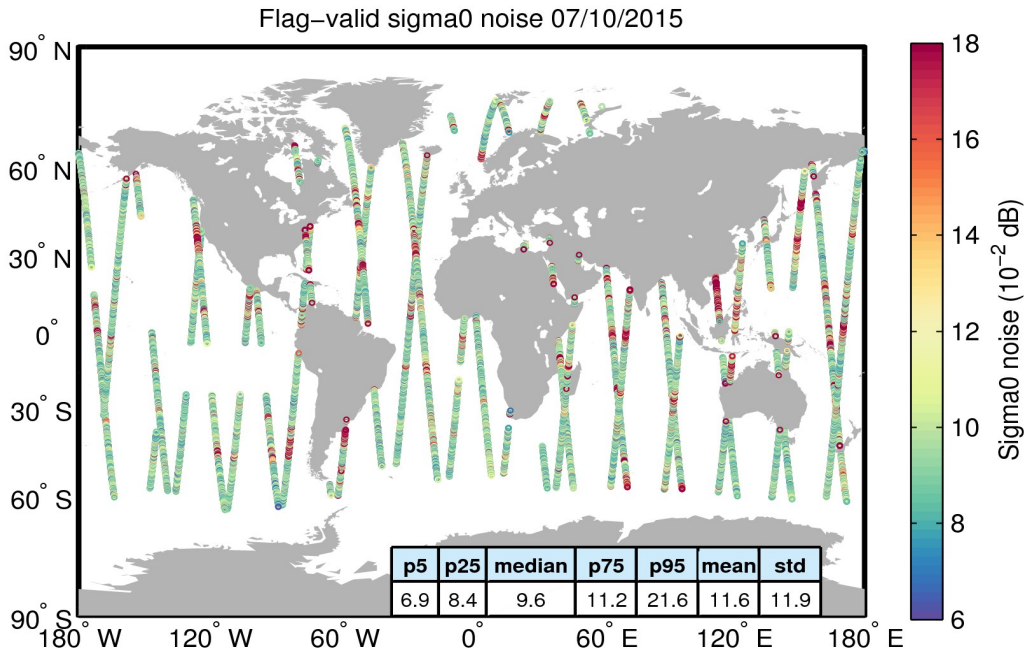 Flag−valid sigma0 noise 07/10/2015
90° N
60° N
30° N
0°
30° S
60° S
90° S
180° W 120° W 60° W 0° 60° E 120° E 180° E
p5 p25 median p75 p95 mean std
6.9 8.4 9.6 11.2 21.6 11.6 11.9
18
16
14
12
10
8
6
Sigma0 noise (10⁻² dB)